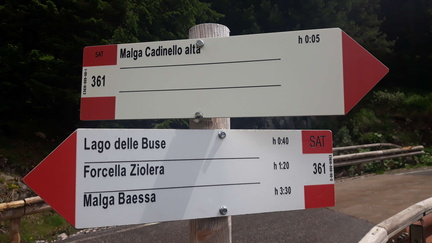 Malga Cadinello alta h 0:05
SAT
361
Lago delle Buse h 0:40 SAT
Forcella Ziolera h 1:20 361
Malga Baessa h 3:30